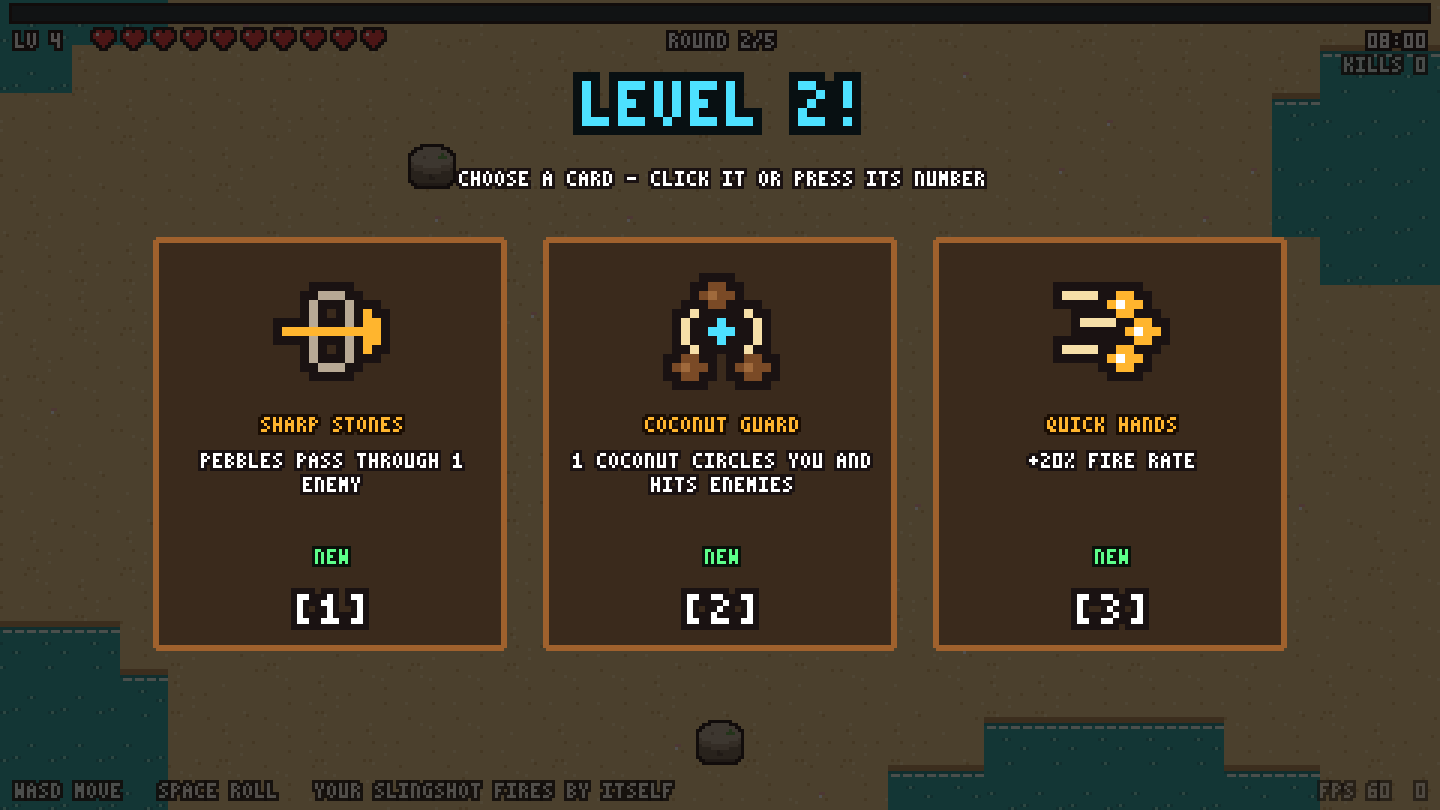 LV 4
ROUND 2/5
08:00
KILLS 0
LEVEL 2!
CHOOSE A CARD - CLICK IT OR PRESS ITS NUMBER
SHARP STONES
PEBBLES PASS THROUGH 1
ENEMY
NEW
[1]
COCONUT GUARD
1 COCONUT CIRCLES YOU AND
HITS ENEMIES
NEW
[2]
QUICK HANDS
+20% FIRE RATE
NEW
[3]
WASD MOVE SPACE ROLL YOUR SLINGSHOT FIRES BY ITSELF
FPS 60 0